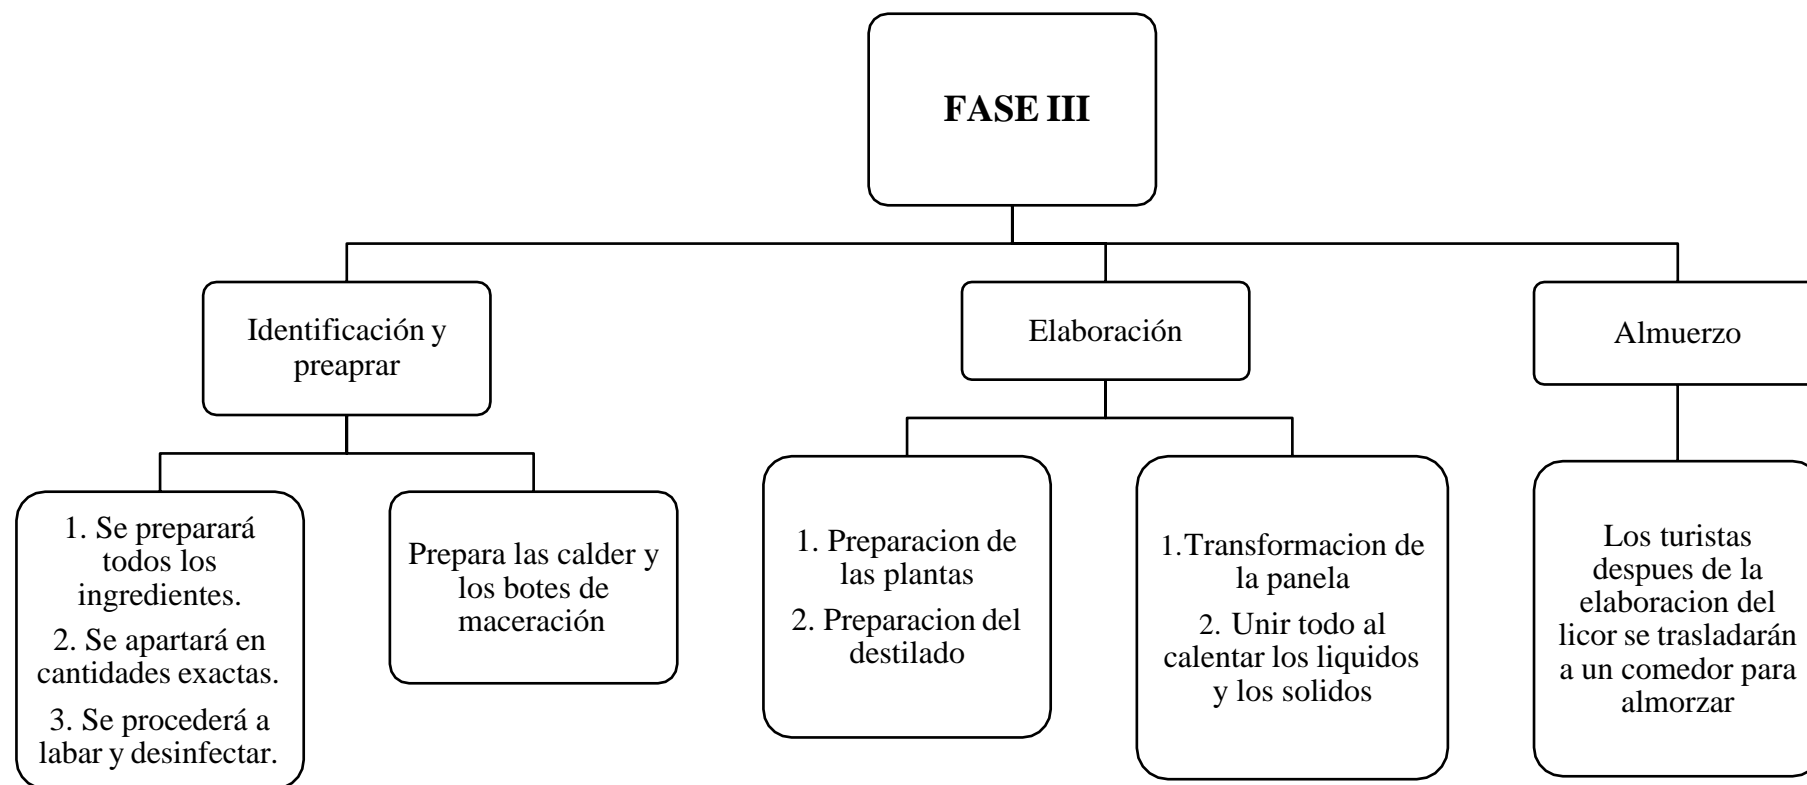 FASE III
Identificación y
preaprar
Elaboración
Almuerzo
1. Se preparará
todos los
ingredientes.
2. Se apartará en
cantidades exactas.
3. Se procederá a
labar y desinfectar.
Prepara las calder y
los botes de
maceración
1. Preparacion de
las plantas
2. Preparacion del
destilado
1.Transformacion de
la panela
2. Unir todo al
calentar los liquidos
y los solidos
Los turistas
despues de la
elaboracion del
licor se trasladarán
a un comedor para
almorzar